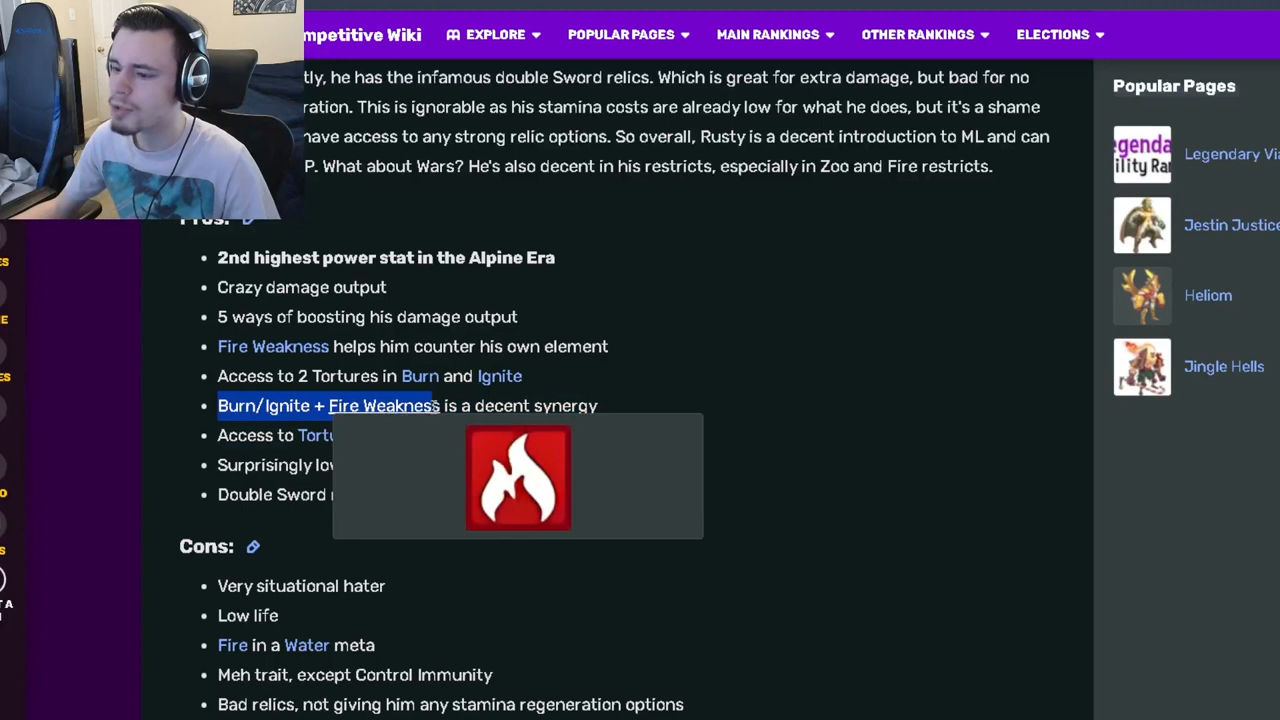 mpetitive Wiki EXPLORE POPULAR PAGES MAIN RANKINGS OTHER RANKINGS ELECTIONS
tly, he has the infamous double Sword relics. Which is great for extra damage, but bad for no
ration. This is ignorable as his stamina costs are already low for what he does, but it's a shame
have access to any strong relic options. So overall, Rusty is a decent introduction to ML and can
P. What about Wars? He's also decent in his restricts, especially in Zoo and Fire restricts.
Pros:
2nd highest power stat in the Alpine Era
Crazy damage output
5 ways of boosting his damage output
Fire Weakness helps him counter his own element
Access to 2 Tortures in Burn and Ignite
Burn/Ignite + Fire Weakness is a decent synergy
Access to Tortu
Surprisingly lov
Double Sword
Cons:
Very situational hater
Low life
Fire in a Water meta
Meh trait, except Control Immunity
Bad relics, not giving him any stamina regeneration options
Popular Pages
Legendary Via
Jestin Justice
Heliom
Jingle Hells